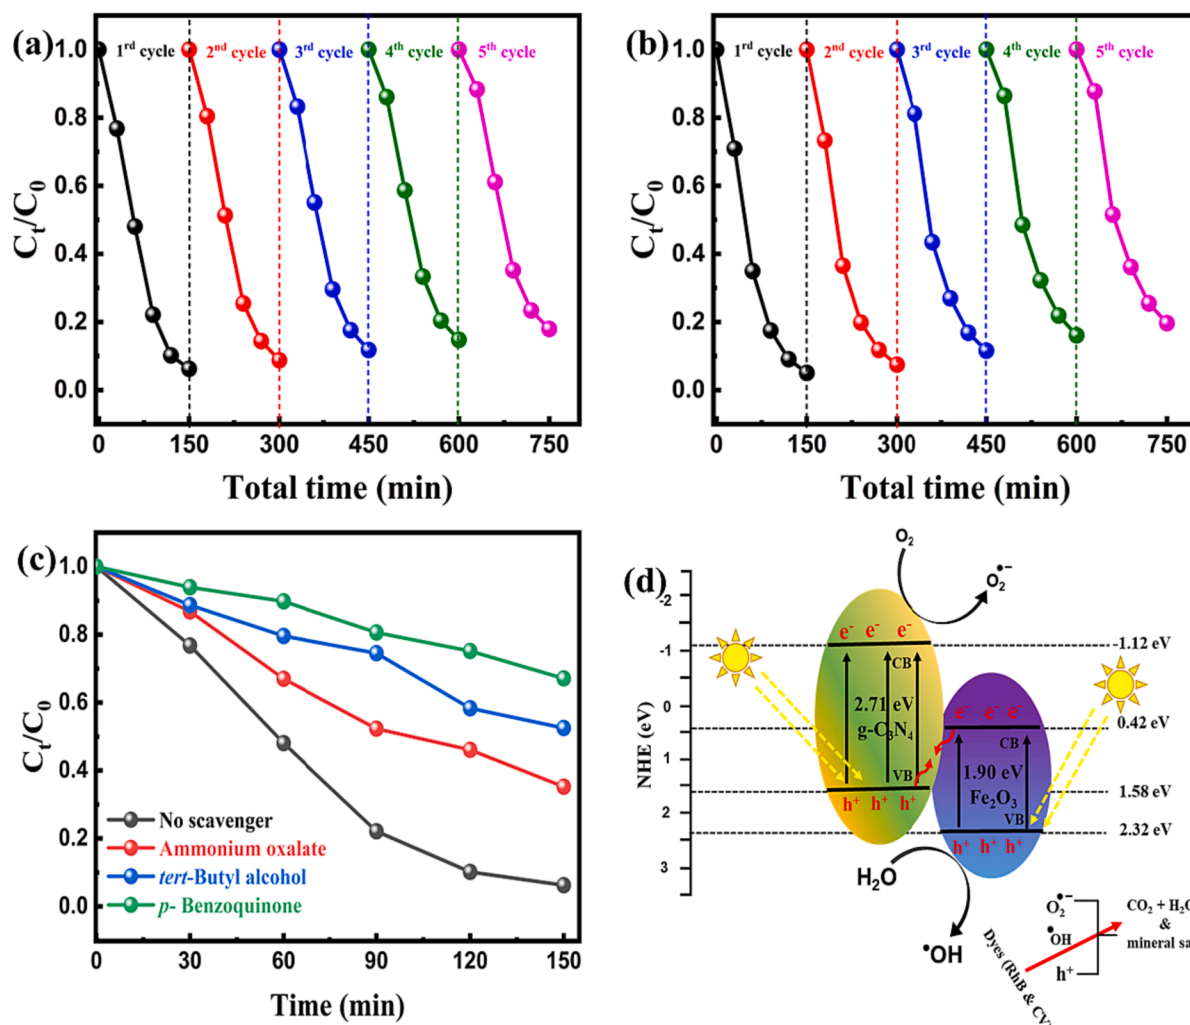 (a)
1ʳᵈ cycle 2ⁿᵈ cycle 3ʳᵈ cycle 4ᵗʰ cycle 5ᵗʰ cycle
1.0
0.8
0.6
0.4
0.2
0.0
Cₜ/C₀
0 150 300 450 600 750
Total time (min)
(b)
1ʳᵈ cycle 2ⁿᵈ cycle 3ʳᵈ cycle 4ᵗʰ cycle 5ᵗʰ cycle
1.0
0.8
0.6
0.4
0.2
0.0
Cₜ/C₀
0 150 300 450 600 750
Total time (min)
(c)
1.0
0.8
0.6
0.4
0.2
0.0
Cₜ/C₀
No scavenger
Ammonium oxalate
tert-Butyl alcohol
p- Benzoquinone
0 30 60 90 120 150
Time (min)
(d)
O₂
O₂•⁻
NHE (eV)
-2
-1
0
1
2
3
e⁻ e⁻ e⁻
CB
2.71 eV
g-C₃N₄
VB
h⁺ h⁺ h⁺
e⁻ e⁻ e⁻
CB
1.90 eV
Fe₂O₃
VB
h⁺ h⁺ h⁺
-1.12 eV
0.42 eV
1.58 eV
2.32 eV
H₂O
•OH
Dyes (RhB & CV
O₂•⁻
•OH
h⁺
CO₂ + H₂O
&
mineral sa